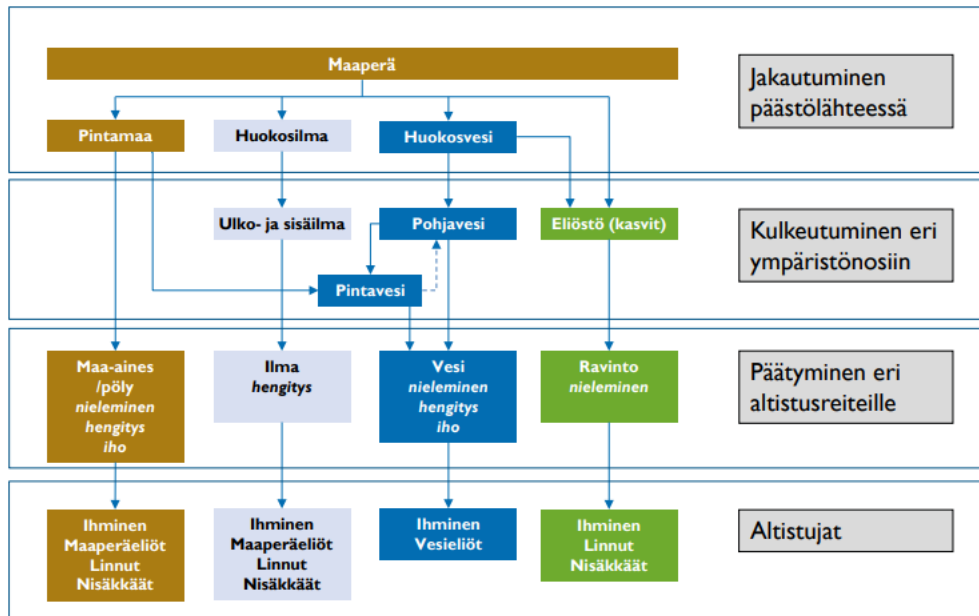 Maaperä
Jakautuminen
päästölähteessä
Pintamaa
Huokosilma
Huokosvesi
Ulko- ja sisäilma
Pohjavesi
Eliöstö (kasvit)
Kulkeutuminen eri
ympäristönosiin
Pintavesi
Maa-aines
/pöly
nieleminen
hengitys
iho
Ilma
hengitys
Vesi
nieleminen
hengitys
iho
Ravinto
nieleminen
Päätyminen eri
altistusreiteille
Ihminen
Maaperäeliöt
Linnut
Nisäkkäät
Ihminen
Maaperäeliöt
Linnut
Nisäkkäät
Ihminen
Vesieliöt
Ihminen
Linnut
Nisäkkäät
Altistujat